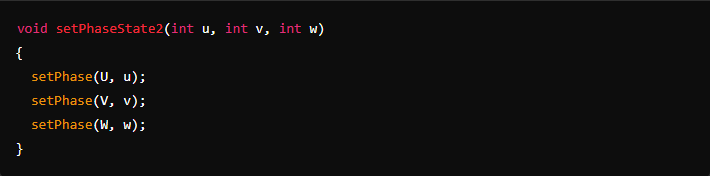 void setPhaseState2(int u, int v, int w)
{
  setPhase(U, u);
  setPhase(V, v);
  setPhase(W, w);
}